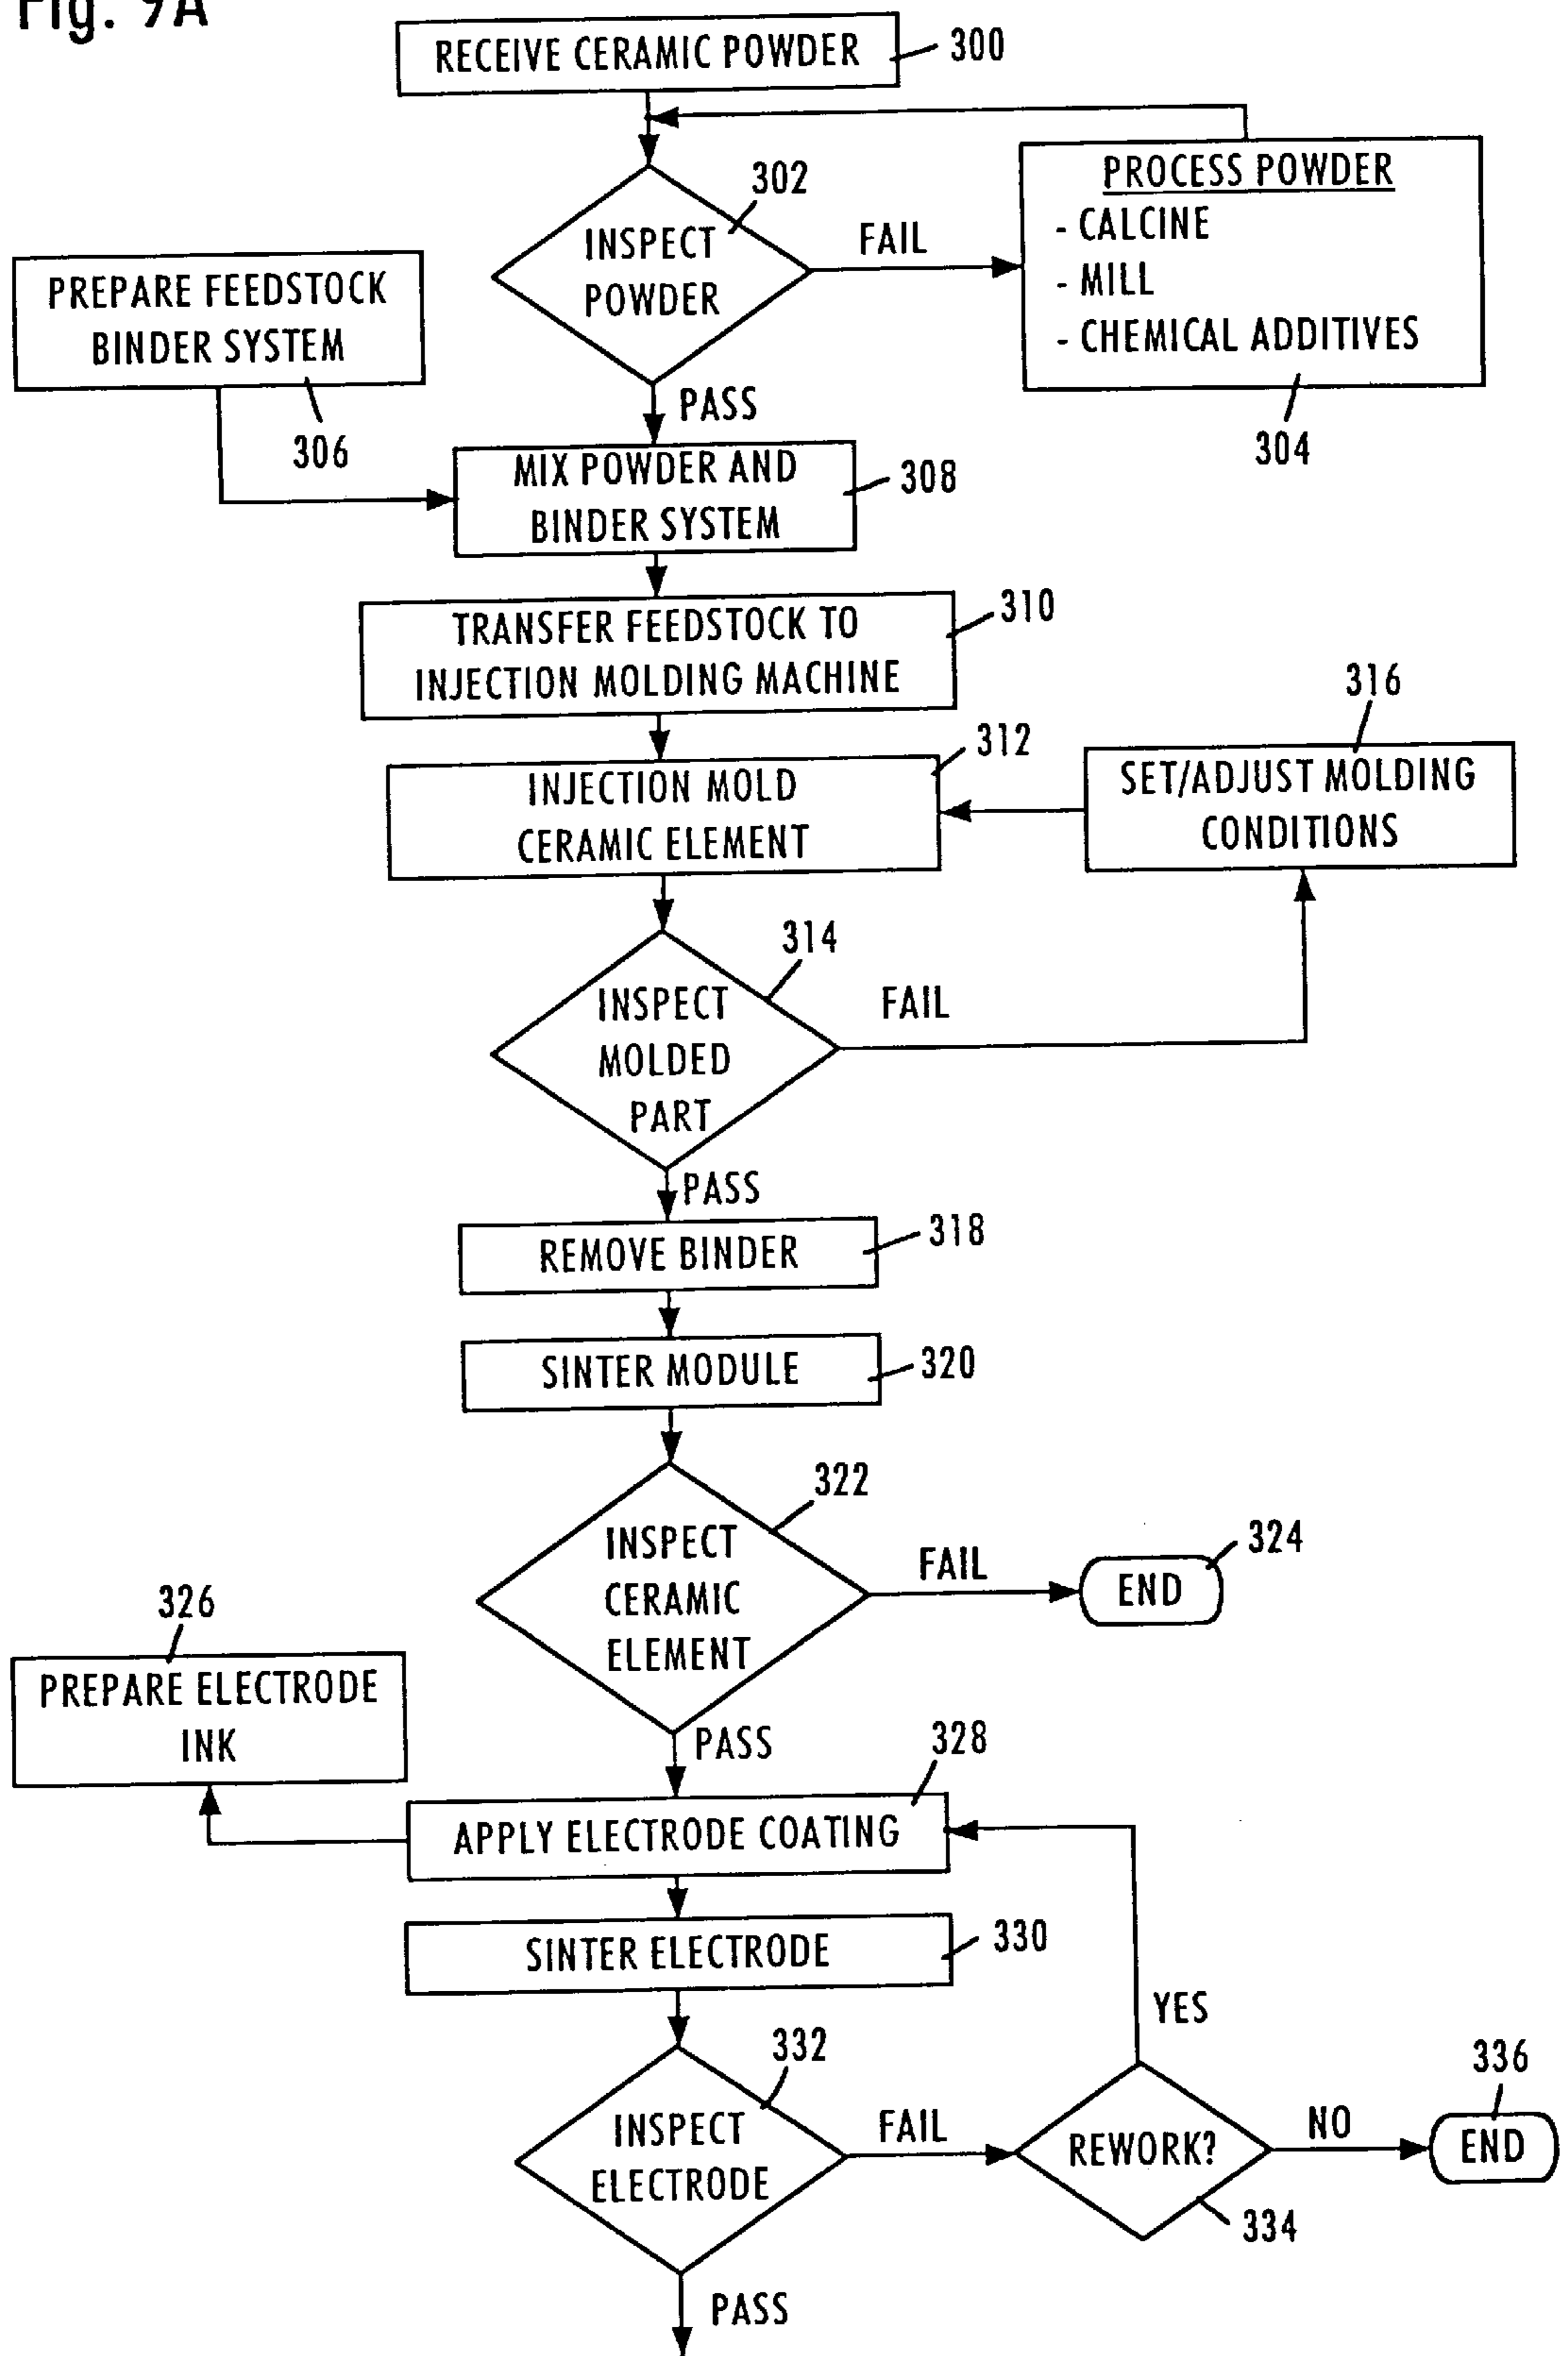 Fig. 9A
RECEIVE CERAMIC POWDER
300
302
INSPECT
POWDER
FAIL
PROCESS POWDER
- CALCINE
- MILL
- CHEMICAL ADDITIVES
304
PREPARE FEEDSTOCK
BINDER SYSTEM
306
PASS
MIX POWDER AND
BINDER SYSTEM
308
TRANSFER FEEDSTOCK TO
INJECTION MOLDING MACHINE
310
312
INJECTION MOLD
CERAMIC ELEMENT
316
SET/ADJUST MOLDING
CONDITIONS
314
INSPECT
MOLDED
PART
FAIL
PASS
REMOVE BINDER
318
SINTER MODULE
320
322
INSPECT
CERAMIC
ELEMENT
FAIL
END
324
326
PREPARE ELECTRODE
INK
PASS
328
APPLY ELECTRODE COATING
SINTER ELECTRODE
330
YES
332
INSPECT
ELECTRODE
FAIL
REWORK?
334
NO
336
END
PASS